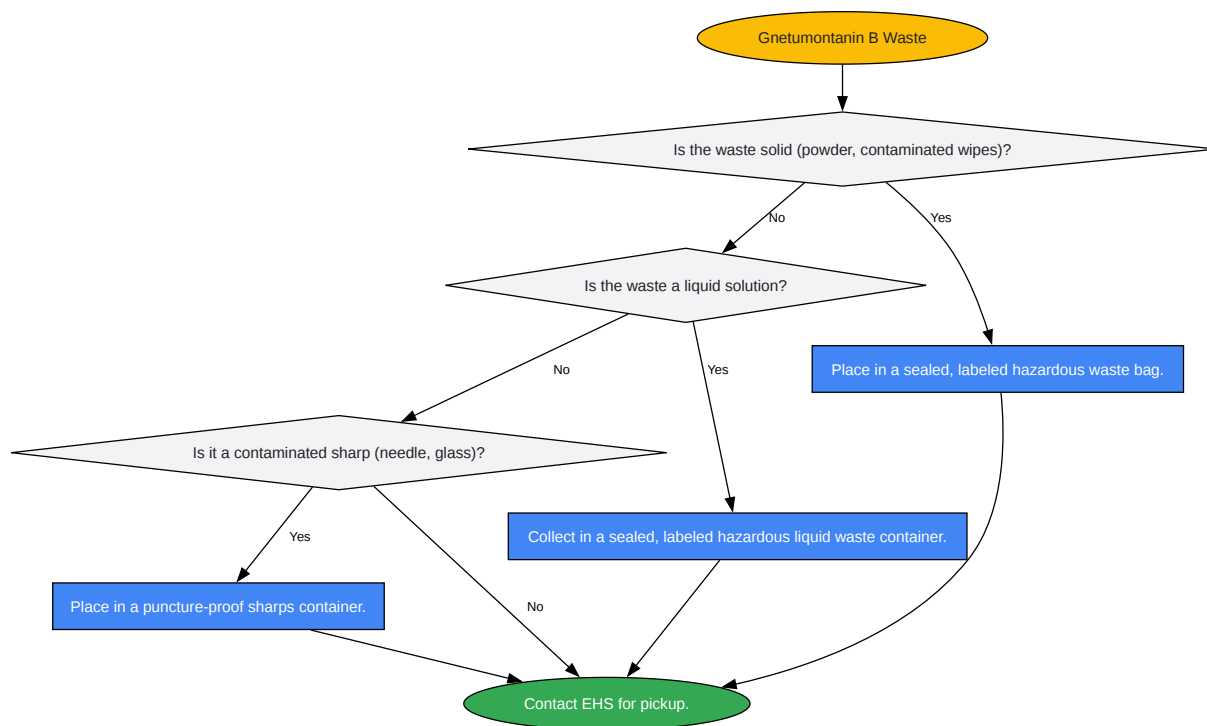 Gnetumontanin B Waste
Is the waste solid (powder, contaminated wipes)?
No
Yes
Is the waste a liquid solution?
No
Yes
Place in a sealed, labeled hazardous waste bag.
Is it a contaminated sharp (needle, glass)?
Yes
No
Collect in a sealed, labeled hazardous liquid waste container.
Place in a puncture-proof sharps container.
Contact EHS for pickup.